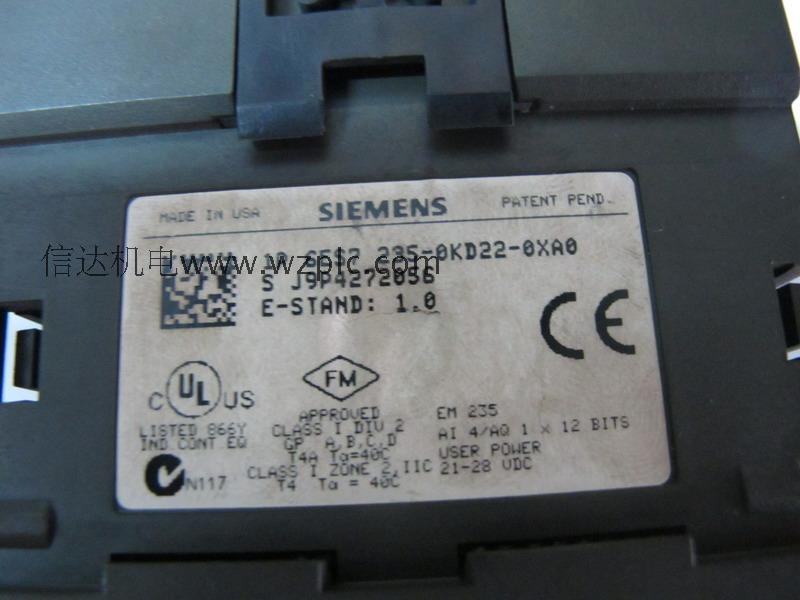 MADE IN USA SIEMENS PATENT PEND.
1P 6ES7 235-0KD22-0XA0
信达机电www.wzplc.com
S J9P4272056
E-STAND: 1.0
CE
C UL US
LISTED 866Y
IND CONT EQ
N117
FM
APPROVED
CLASS I DIV 2
GP A,B,C,D
T4A Ta=40C
CLASS I ZONE 2,IIC
T4 Ta = 40C
EM 235
AI 4/AQ 1 x 12 BITS
USER POWER
21-28 VDC